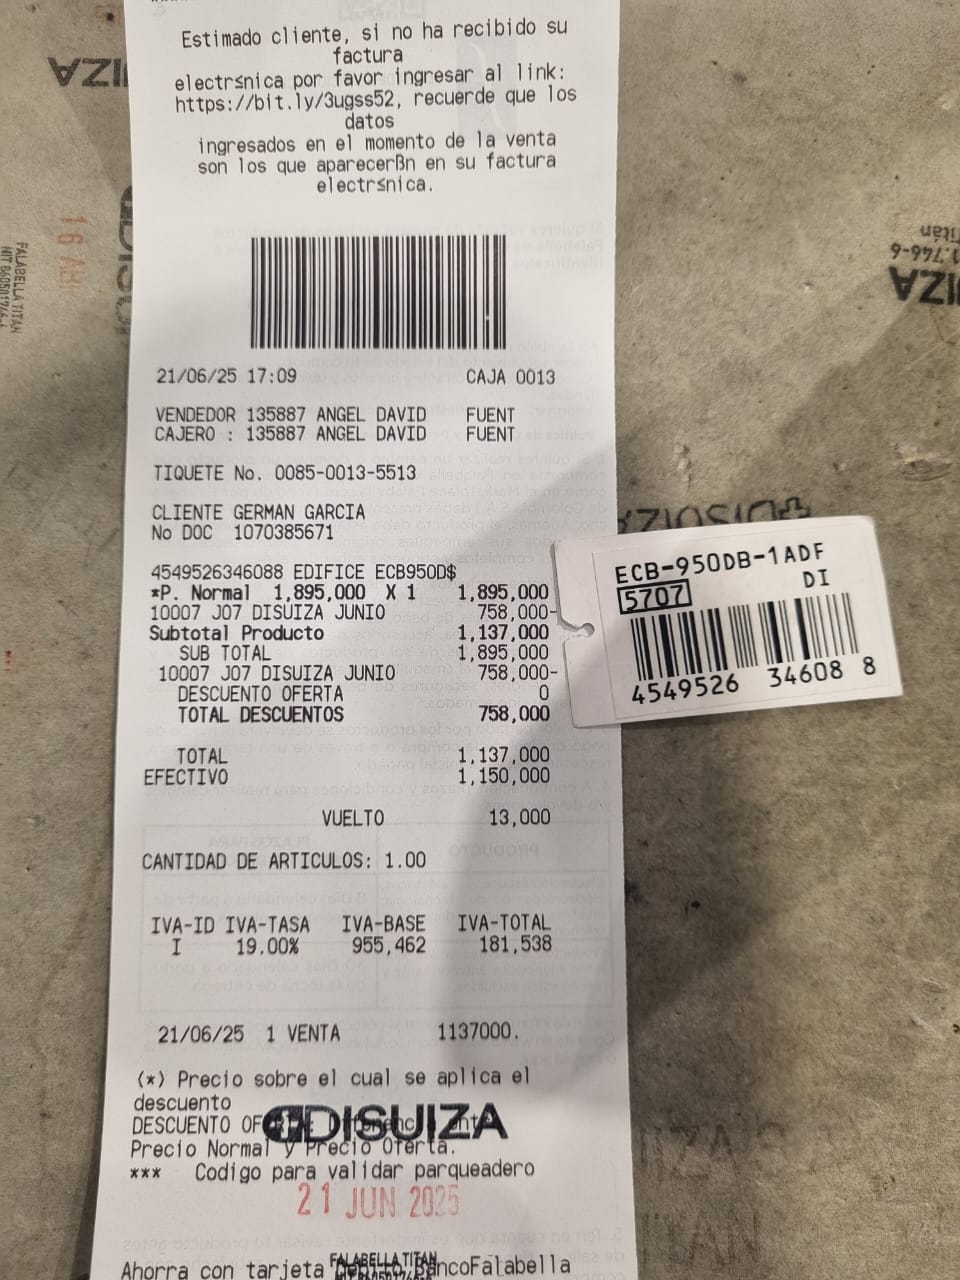 Estimado cliente, si no ha recibido su
factura
electr≤nica por favor ingresar al link:
https://bit.ly/3ugss52, recuerde que los
datos
ingresados en el momento de la venta
son los que aparecerßn en su factura
electr≤nica.
21/06/25 17:09 CAJA 0013
VENDEDOR 135887 ANGEL DAVID FUENT
CAJERO : 135887 ANGEL DAVID FUENT
TIQUETE No. 0085-0013-5513
CLIENTE GERMAN GARCIA
No DOC 1070385671
4549526346088 EDIFICE ECB950D$
*P. Normal 1,895,000 X 1 1,895,000
10007 J07 DISUIZA JUNIO 758,000-
Subtotal Producto 1,137,000
SUB TOTAL 1,895,000
10007 J07 DISUIZA JUNIO 758,000-
DESCUENTO OFERTA 0
TOTAL DESCUENTOS 758,000
TOTAL 1,137,000
EFECTIVO 1,150,000
VUELTO 13,000
CANTIDAD DE ARTICULOS: 1.00
IVA-ID IVA-TASA IVA-BASE IVA-TOTAL
I 19.00% 955,462 181,538
21/06/25 1 VENTA 1137000.
(*) Precio sobre el cual se aplica el
descuento
DESCUENTO
DISUIZA
Precio Normal y Precio Oferta.
*** Codigo para validar parqueadero
21 JUN 2025
FALABELLA TITAN
Ahorra con tarjeta BancoFalabella
ECB-950DB-1ADF
5707 DI
4549526 34608 8
DISUIZA
FALABELLA TITAN